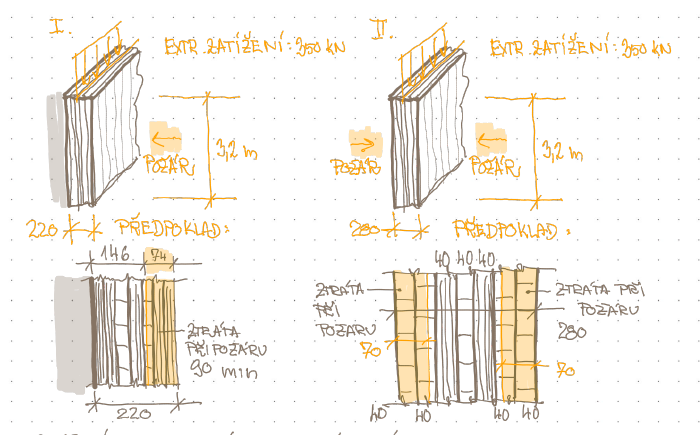 I.
EXTR. ZATÍŽENÍ: 350 kN
POŽÁR
3,2 m
220
PŘEDPOKLAD:
146
74
ZTRÁTA
PŘI POŽÁRU
90 min
220
II.
EXTR. ZATÍŽENÍ: 350 kN
POŽÁR
POŽÁR
3,2 m
280
PŘEDPOKLAD:
40 40 40
ZTRÁTA
PŘI
POŽÁRU
70
ZTRÁTA PŘI
POŽÁRU
280
70
40 40 40 40